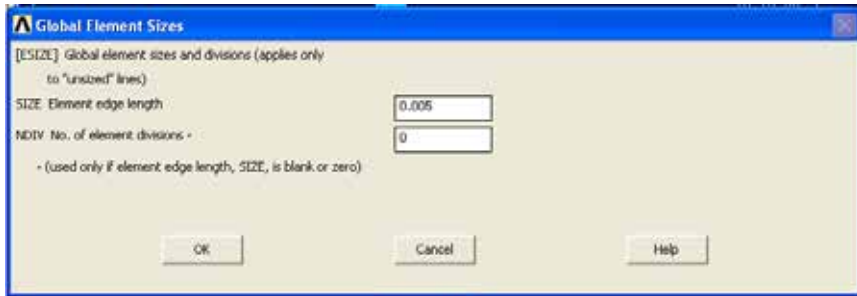 Global Element Sizes
[ESIZE] Global element sizes and divisions (applies only
to "unsized" lines)
SIZE Element edge length
0.005
NDIV No. of element divisions -
0
- (used only if element edge length, SIZE, is blank or zero)
OK
Cancel
Help